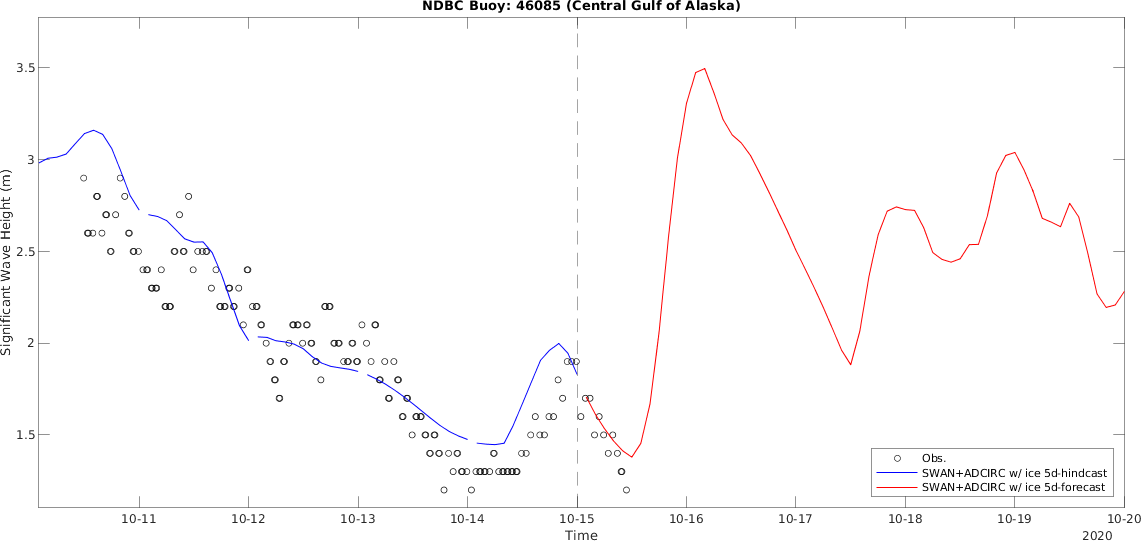 NDBC Buoy: 46085 (Central Gulf of Alaska)
Significant Wave Height (m)
3.5
3
2.5
2
1.5
Obs.
SWAN+ADCIRC w/ ice 5d-hindcast
SWAN+ADCIRC w/ ice 5d-forecast
10-11 10-12 10-13 10-14 10-15 10-16 10-17 10-18 10-19 10-20
Time
2020